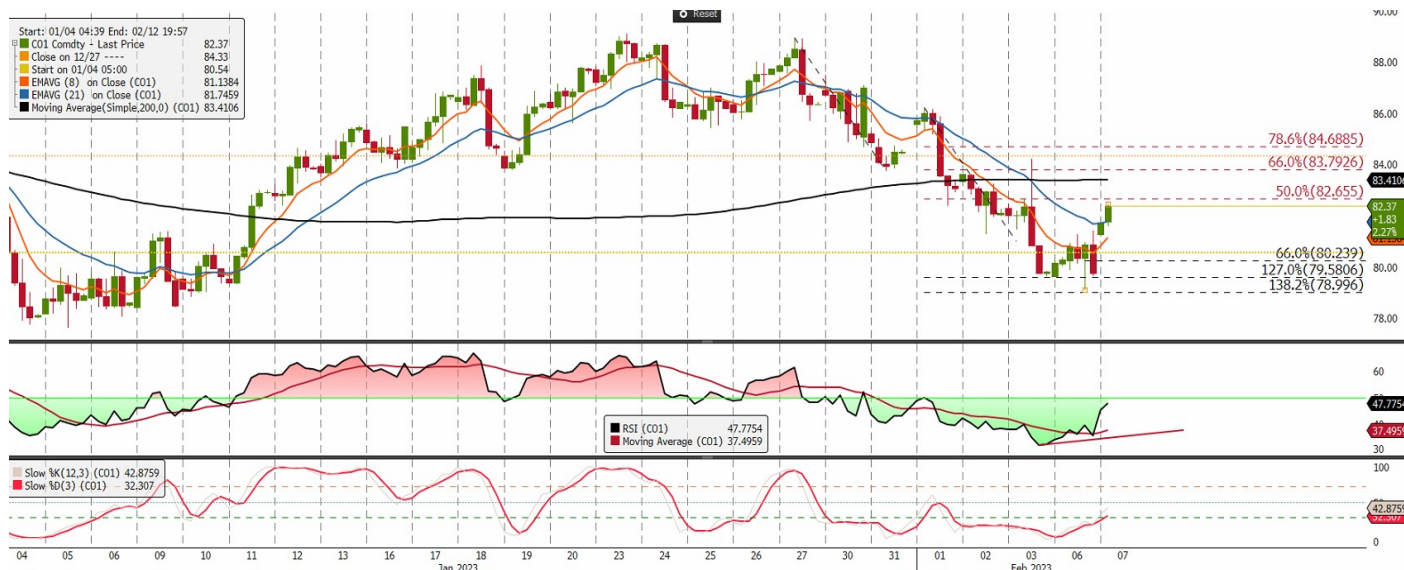 Reset
Start: 01/04 04:39 End: 02/12 19:57
CO1 Comdty - Last Price 82.37
Close on 12/27 ---- 84.33
Start on 01/04 05:00 80.54
EMAVG (8) on Close (CO1) 81.1384
EMAVG (21) on Close (CO1) 81.7459
Moving Average(Simple,200,0) (CO1) 83.4106
90.00
88.00
86.00
78.6%(84.6885)
84.00
66.0%(83.7926)
83.4106
50.0%(82.655)
82.37
+1.83
2.27%
66.0%(80.239)
80.00
127.0%(79.5806)
138.2%(78.996)
78.00
60
47.7754
37.4959
30
RSI (CO1) 47.7754
Moving Average (CO1) 37.4959
Slow %K(12,3) (CO1) 42.8759
Slow %D(3) (CO1) 32.307
100
42.8759
32.307
0
04 05 06 09 10 11 12 13 16 17 18 19 20 23 24 25 26 27 30 31 01 02 03 06 07
Jan 2023 Feb 2023